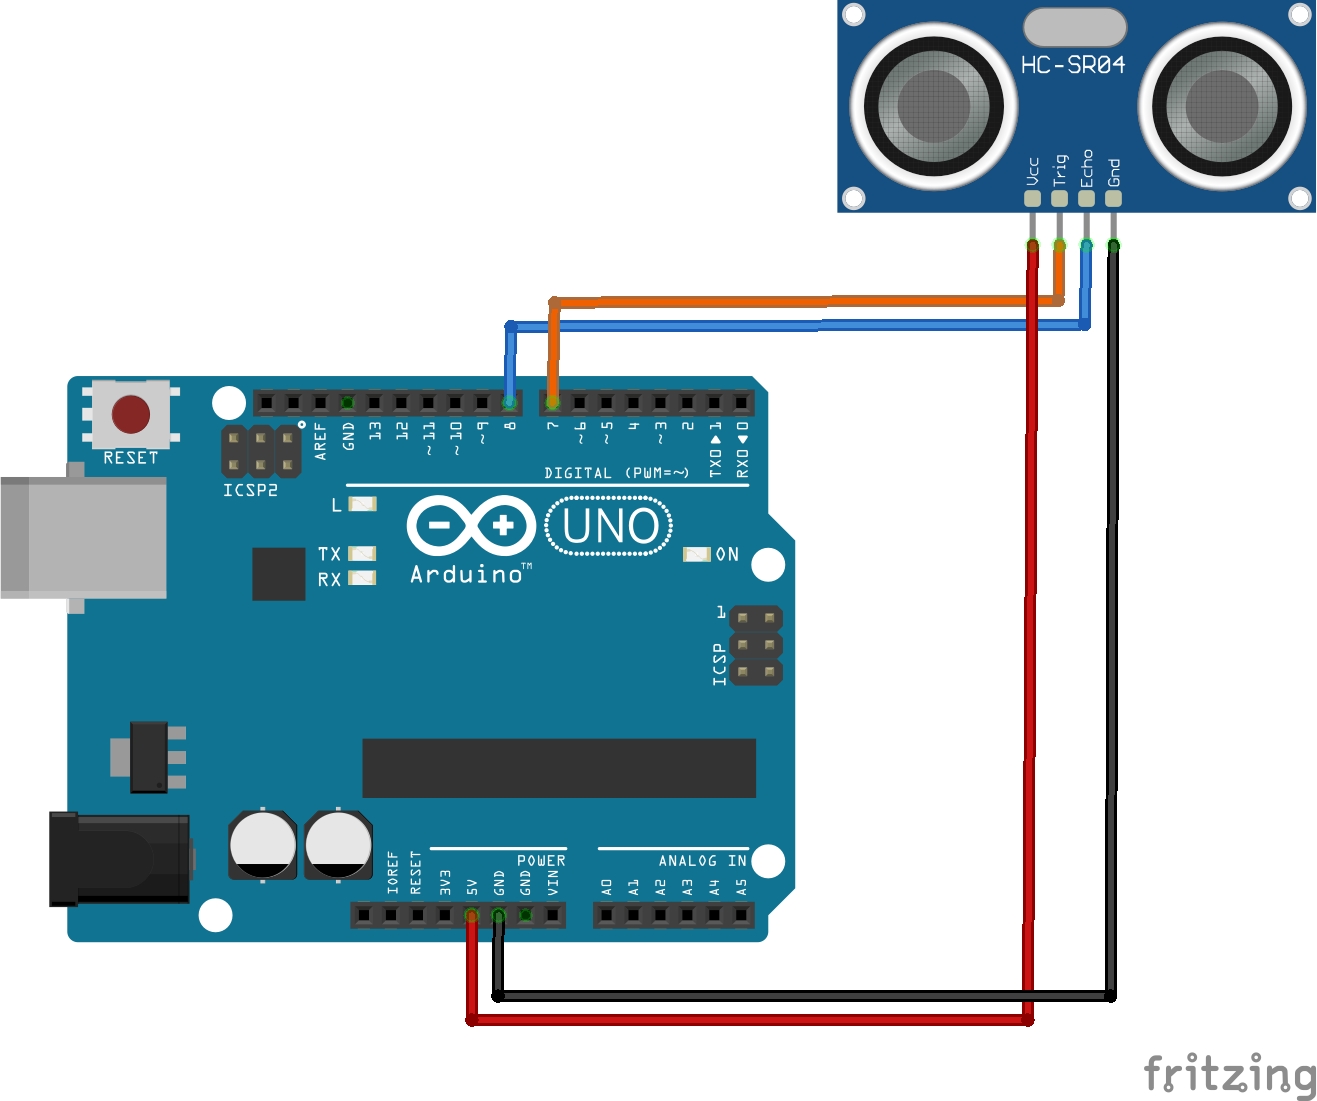 HC-SR04
Vcc
Trig
Echo
Gnd
RESET
ICSP2
AREF
GND
13
12
~11
~10
~9
8
7
~6
~5
4
~3
2
TX0▶1
RX0◀0
DIGITAL (PWM=~)
L
TX
RX
Arduino™
UNO
ON
1
ICSP
IOREF
RESET
3V3
5V
GND
GND
VIN
POWER
ANALOG IN
A0
A1
A2
A3
A4
A5
fritzing